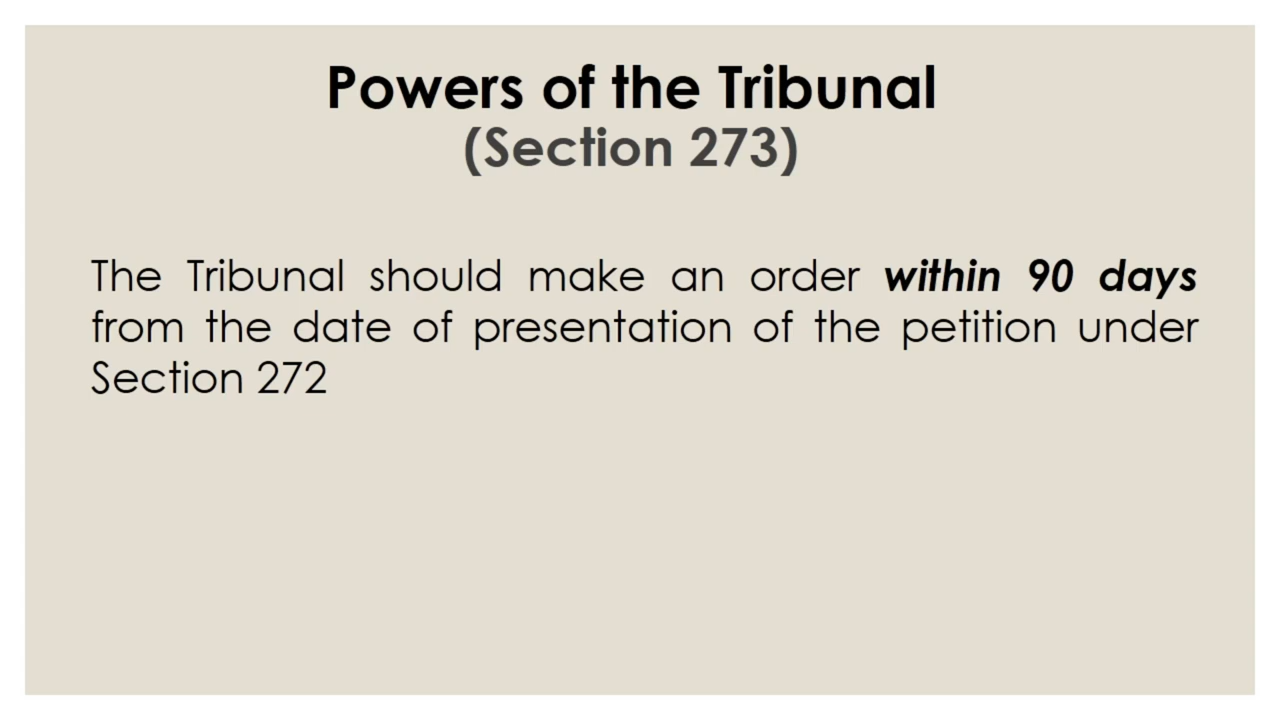 Powers of the Tribunal
(Section 273)
The Tribunal should make an order within 90 days
from the date of presentation of the petition under
Section 272